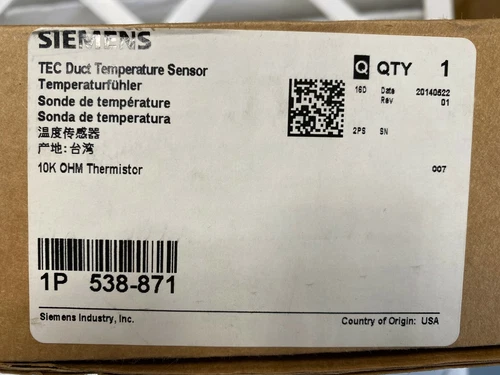 SIEMENS
TEC Duct Temperature Sensor
Temperaturfühler
Sonde de température
Sonda de temperatura
温度传感器
产地: 台湾
10K OHM Thermistor
Q QTY 1
16D Date 20140522
Rev 01
2PS SN
007
1P 538-871
Siemens Industry, Inc.
Country of Origin: USA